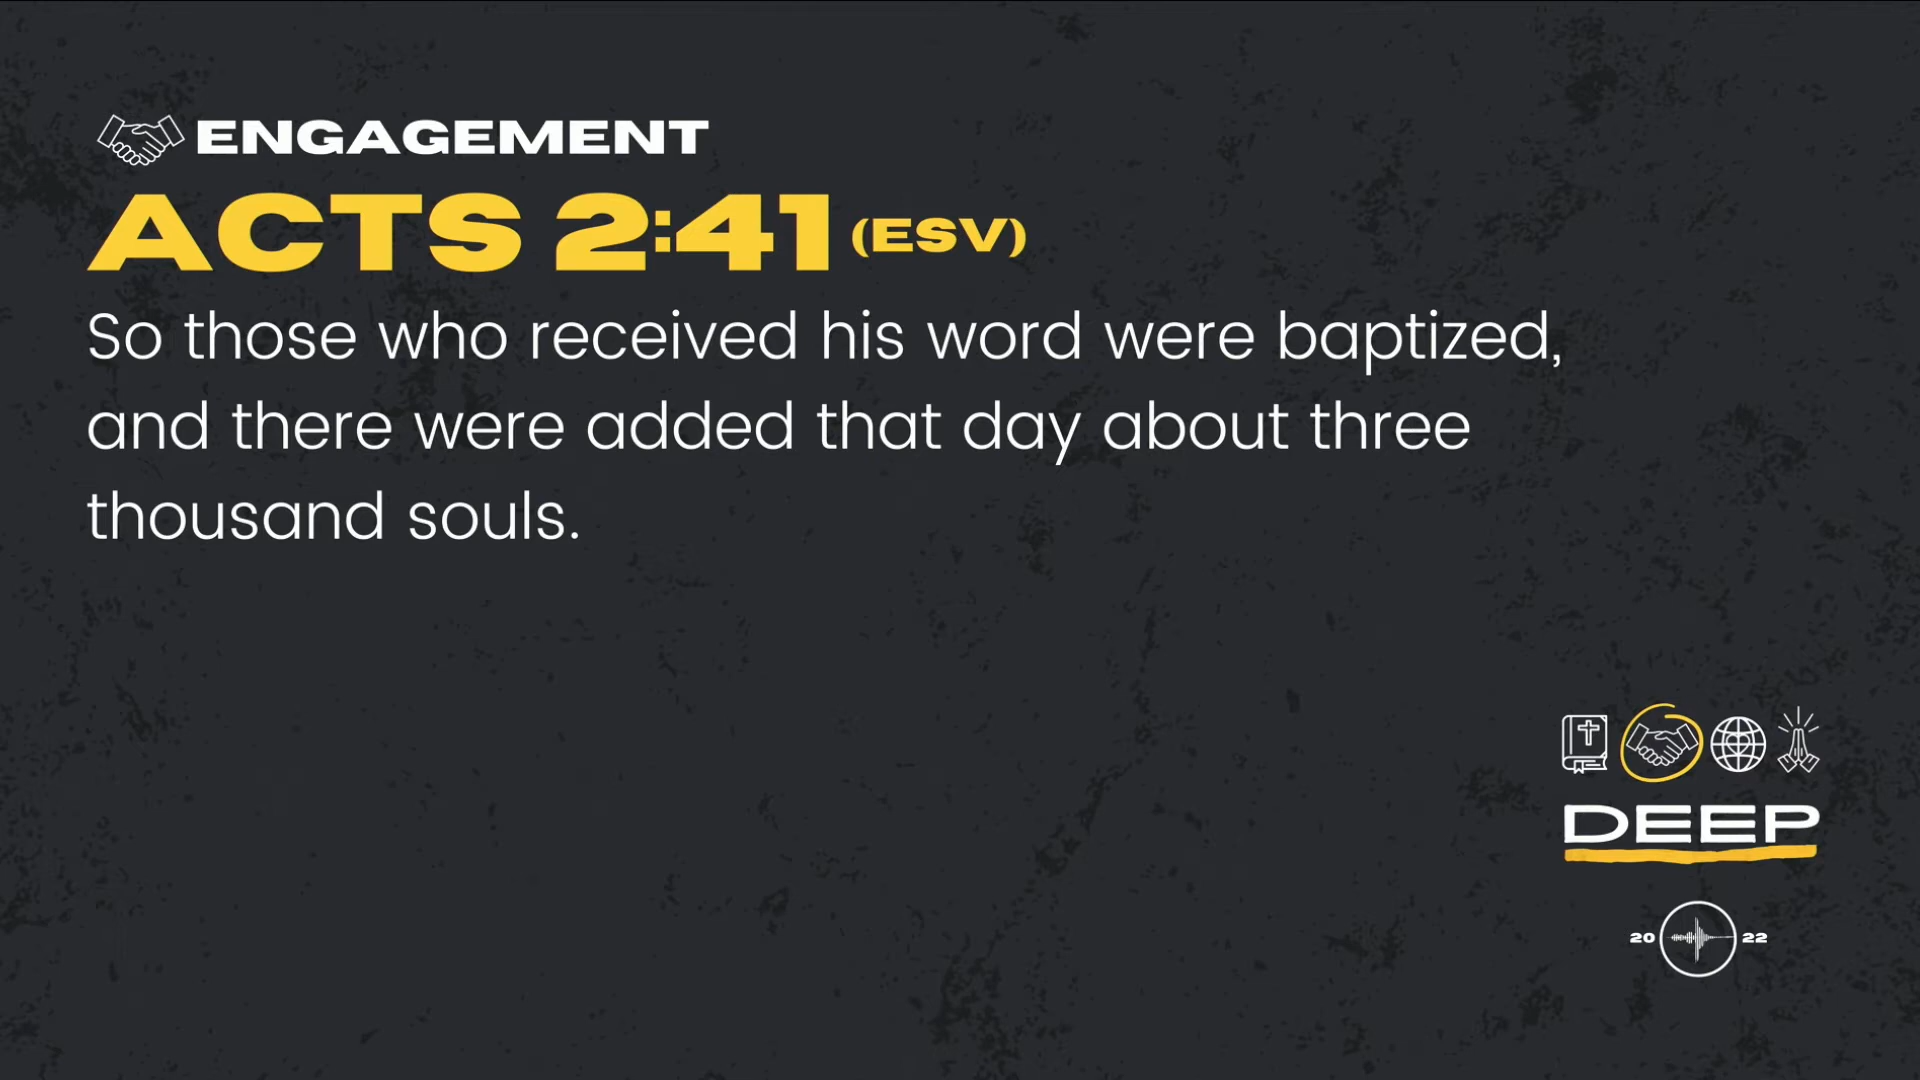 ENGAGEMENT
ACTS 2:41 (ESV)
So those who received his word were baptized,
and there were added that day about three
thousand souls.
DEEP
20 22